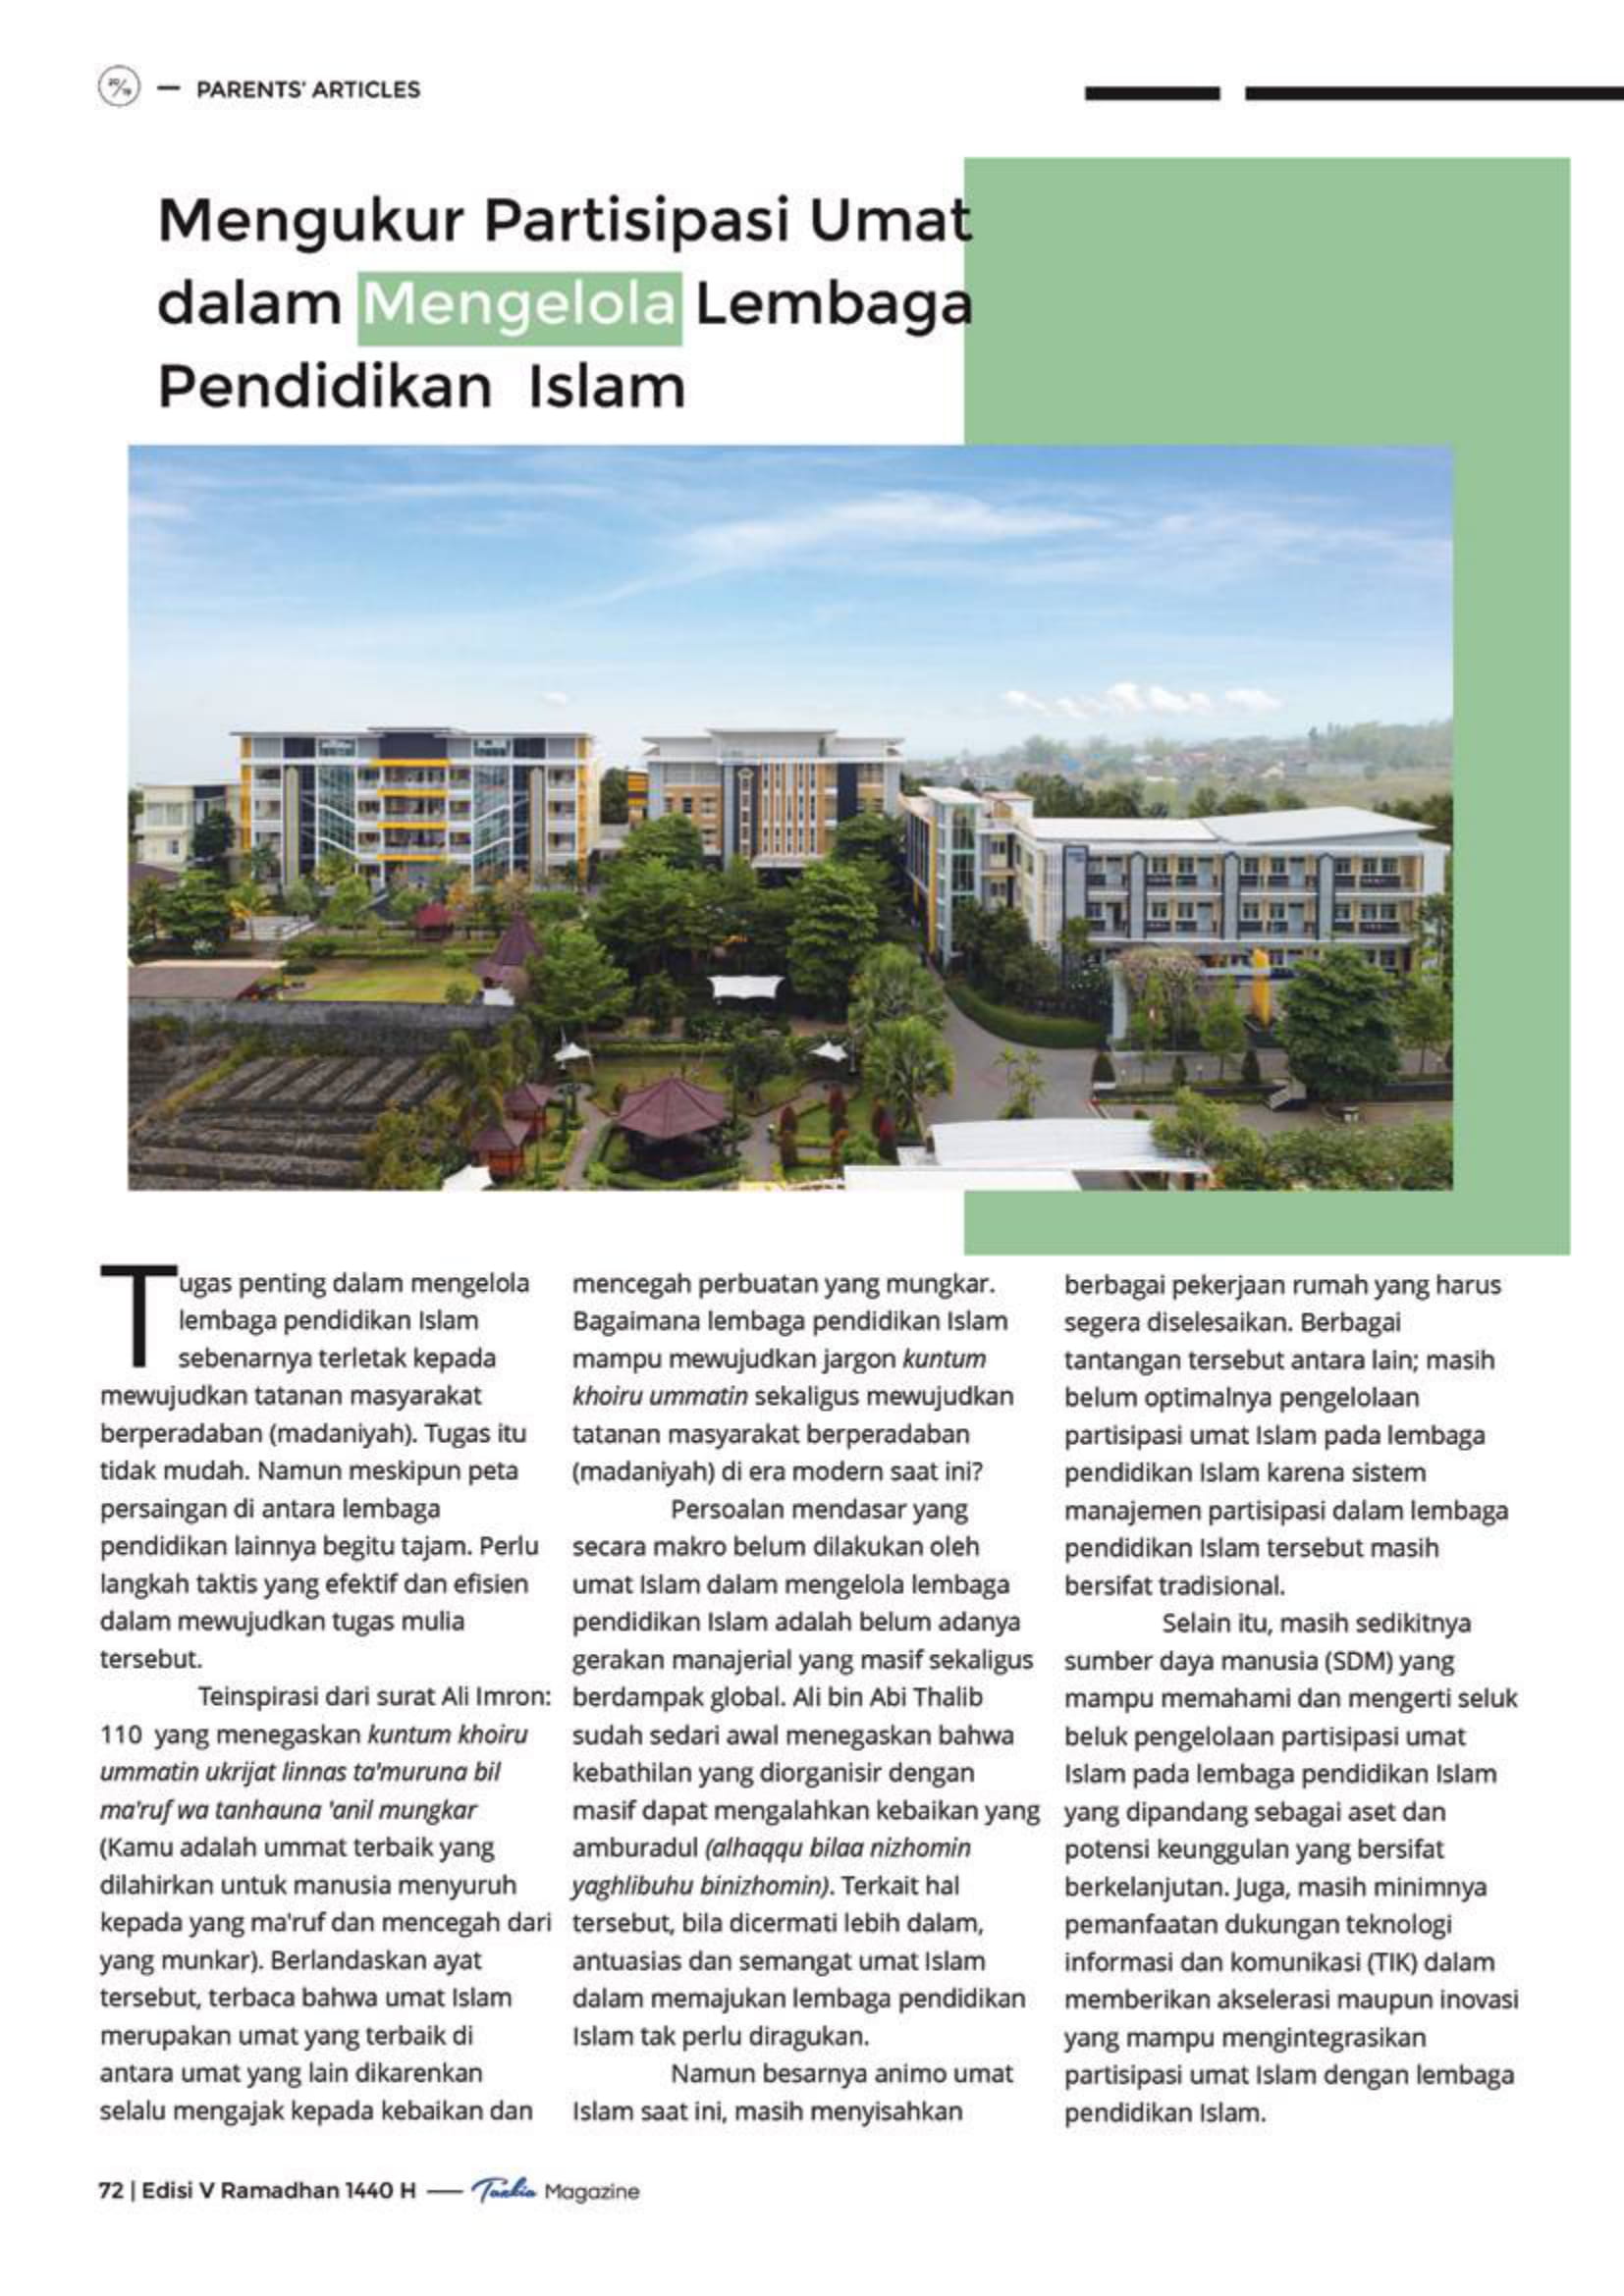 20/19 — PARENTS' ARTICLES
Mengukur Partisipasi Umat
dalam Mengelola Lembaga
Pendidikan Islam
Tugas penting dalam mengelola
lembaga pendidikan Islam
sebenarnya terletak kepada
mewujudkan tatanan masyarakat
berperadaban (madaniyah). Tugas itu
tidak mudah. Namun meskipun peta
persaingan di antara lembaga
pendidikan lainnya begitu tajam. Perlu
langkah taktis yang efektif dan efisien
dalam mewujudkan tugas mulia
tersebut.
Teinspirasi dari surat Ali Imron:
110 yang menegaskan kuntum khoiru
ummatin ukrijat linnas ta'muruna bil
ma'ruf wa tanhauna 'anil mungkar
(Kamu adalah ummat terbaik yang
dilahirkan untuk manusia menyuruh
kepada yang ma'ruf dan mencegah dari
yang munkar). Berlandaskan ayat
tersebut, terbaca bahwa umat Islam
merupakan umat yang terbaik di
antara umat yang lain dikarenkan
selalu mengajak kepada kebaikan dan
mencegah perbuatan yang mungkar.
Bagaimana lembaga pendidikan Islam
mampu mewujudkan jargon kuntum
khoiru ummatin sekaligus mewujudkan
tatanan masyarakat berperadaban
(madaniyah) di era modern saat ini?
Persoalan mendasar yang
secara makro belum dilakukan oleh
umat Islam dalam mengelola lembaga
pendidikan Islam adalah belum adanya
gerakan manajerial yang masif sekaligus
berdampak global. Ali bin Abi Thalib
sudah sedari awal menegaskan bahwa
kebathilan yang diorganisir dengan
masif dapat mengalahkan kebaikan yang
amburadul (alhaqqu bilaa nizhomin
yaghlibuhu binizhomin). Terkait hal
tersebut, bila dicermati lebih dalam,
antuasias dan semangat umat Islam
dalam memajukan lembaga pendidikan
Islam tak perlu diragukan.
Namun besarnya animo umat
Islam saat ini, masih menyisahkan
berbagai pekerjaan rumah yang harus
segera diselesaikan. Berbagai
tantangan tersebut antara lain; masih
belum optimalnya pengelolaan
partisipasi umat Islam pada lembaga
pendidikan Islam karena sistem
manajemen partisipasi dalam lembaga
pendidikan Islam tersebut masih
bersifat tradisional.
Selain itu, masih sedikitnya
sumber daya manusia (SDM) yang
mampu memahami dan mengerti seluk
beluk pengelolaan partisipasi umat
Islam pada lembaga pendidikan Islam
yang dipandang sebagai aset dan
potensi keunggulan yang bersifat
berkelanjutan. Juga, masih minimnya
pemanfaatan dukungan teknologi
informasi dan komunikasi (TIK) dalam
memberikan akselerasi maupun inovasi
yang mampu mengintegrasikan
partisipasi umat Islam dengan lembaga
pendidikan Islam.
72 | Edisi V Ramadhan 1440 H — Tazkia Magazine